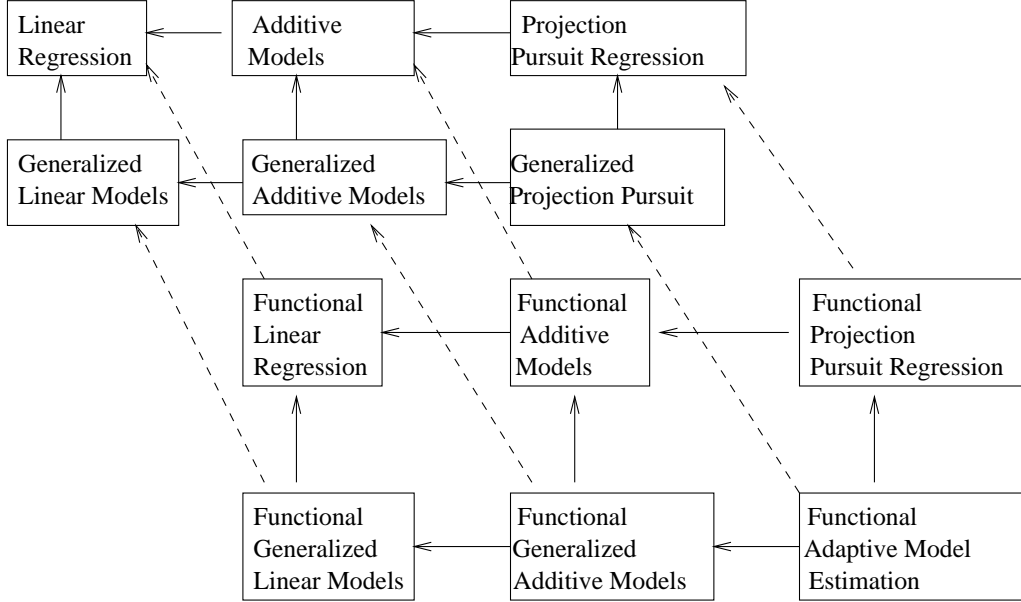 Linear
Regression
Additive
Models
Projection
Pursuit Regression
Generalized
Linear Models
Generalized
Additive Models
Generalized
Projection Pursuit
Functional
Linear
Regression
Functional
Additive
Models
Functional
Projection
Pursuit Regression
Functional
Generalized
Linear Models
Functional
Generalized
Additive Models
Functional
Adaptive Model
Estimation